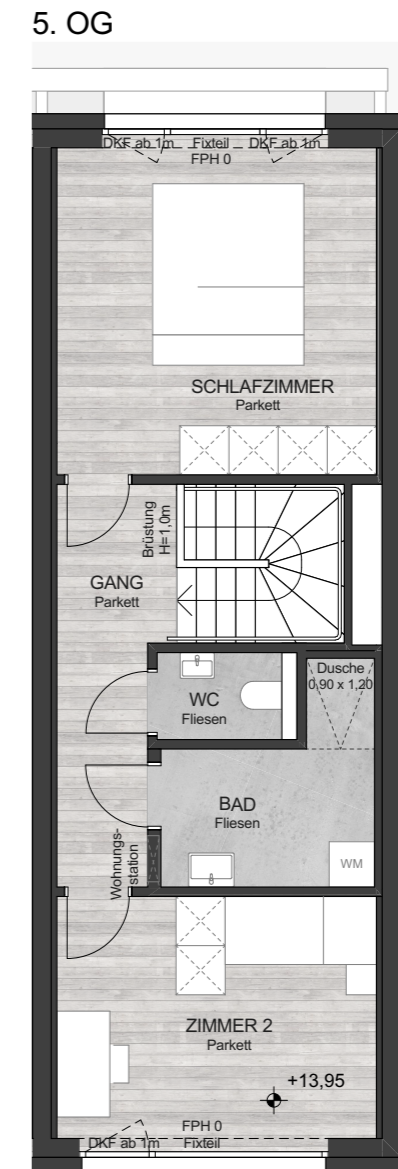 5. OG
DKF ab 1m Fixteil DKF ab 1m
FPH 0
SCHLAFZIMMER
Parkett
Brüstung
H=1,0m
GANG
Parkett
WC
Fliesen
Dusche
0,90 x 1,20
BAD
Fliesen
Wohnungs-
station
WM
ZIMMER 2
Parkett
+13,95
FPH 0
DKF ab 1m Fixteil